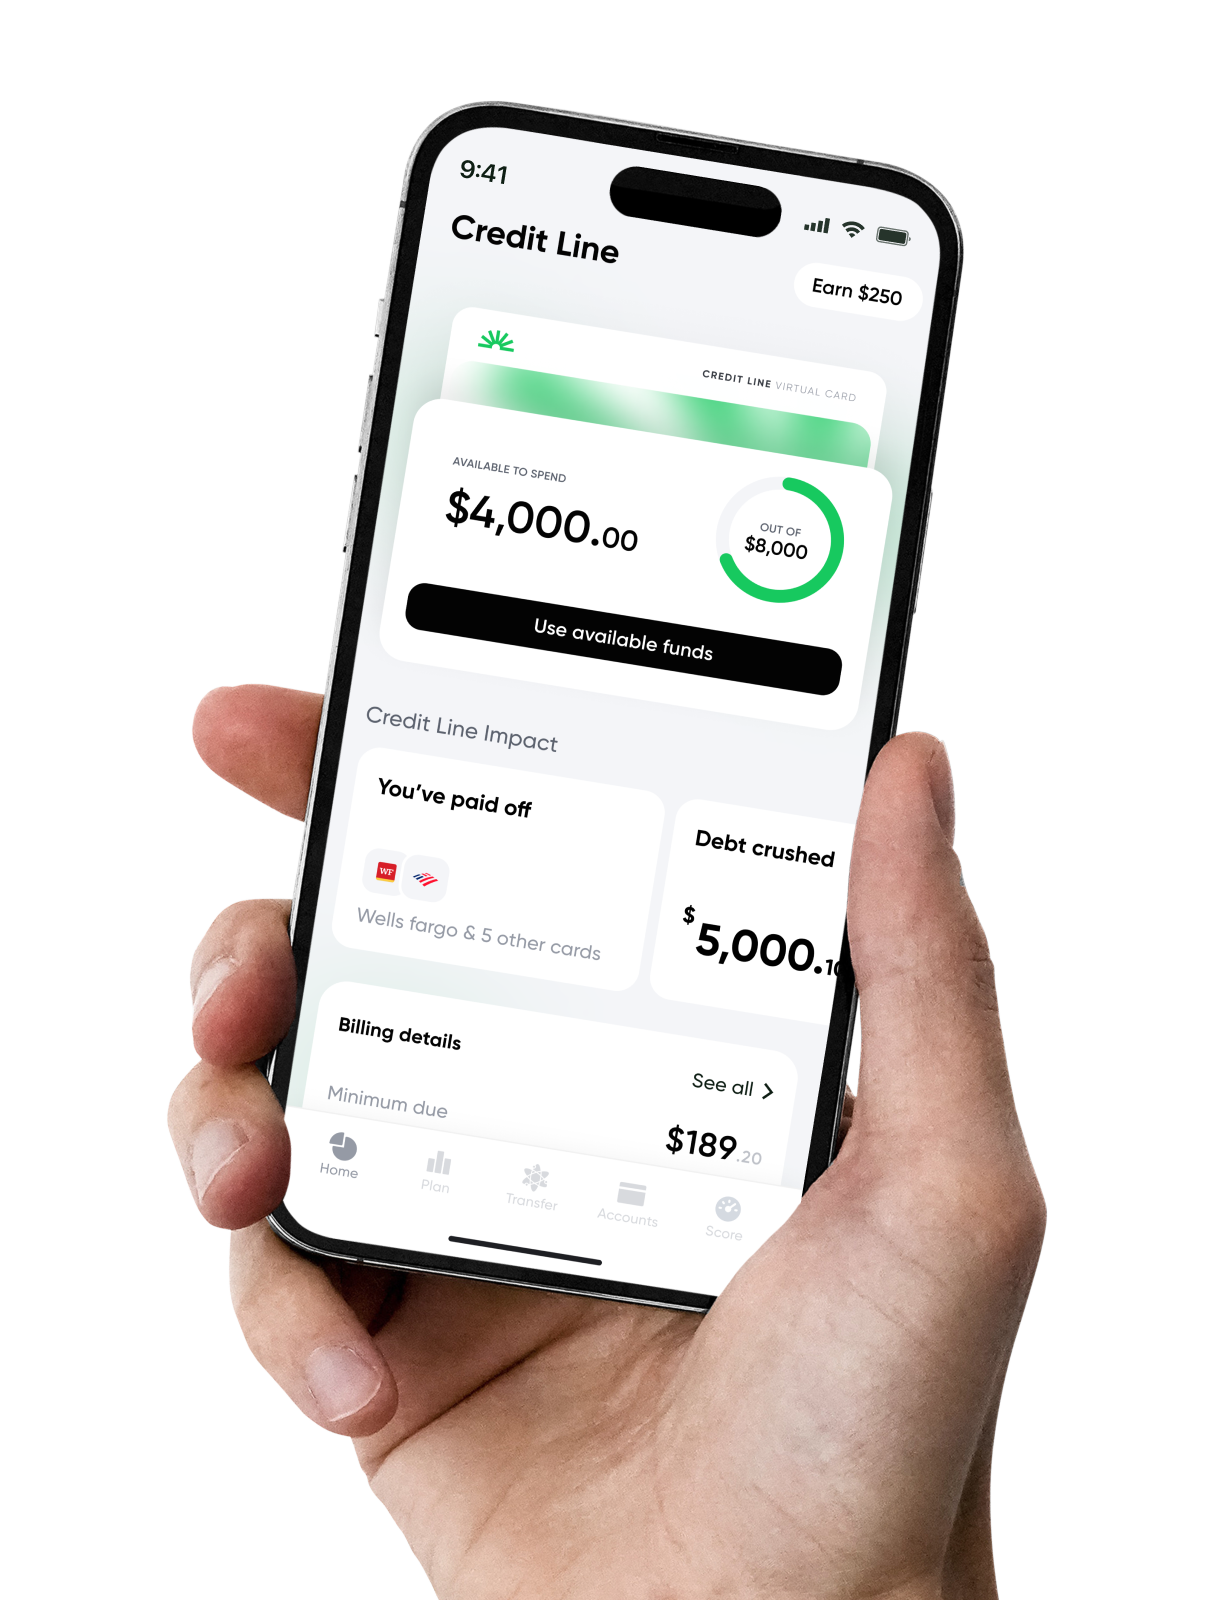 9:41
Credit Line
Earn $250
CREDIT LINE VIRTUAL CARD
AVAILABLE TO SPEND
$4,000.00
OUT OF
$8,000
Use available funds
Credit Line Impact
You’ve paid off
WF
Wells fargo & 5 other cards
Debt crushed
$5,000.10
Billing details
See all
Minimum due
$189.20
Home
Plan
Transfer
Accounts
Score